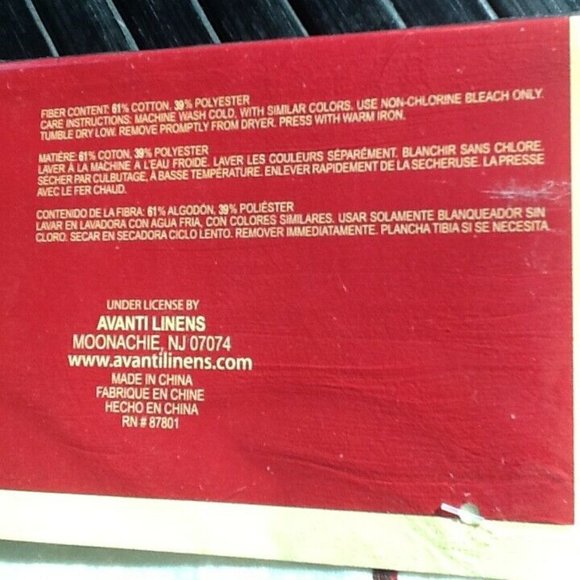 FIBER CONTENT: 61% COTTON, 39% POLYESTER
CARE INSTRUCTIONS: MACHINE WASH COLD, WITH SIMILAR COLORS. USE NON-CHLORINE BLEACH ONLY.
TUMBLE DRY LOW. REMOVE PROMPTLY FROM DRYER. PRESS WITH WARM IRON.
MATIÈRE: 61% COTON, 39% POLYESTER
LAVER À LA MACHINE A L'EAU FROIDE. LAVER LES COULEURS SÉPARÉMENT. BLANCHIR SANS CHLORE.
SÉCHER PAR CULBUTAGE, À BASSE TEMPÉRATURE. ENLEVER RAPIDEMENT DE LA SECHERUSE. LA PRESSE
AVEC LE FER CHAUD.
CONTENIDO DE LA FIBRA: 61% ALGODÓN, 39% POLIÉSTER
LAVAR EN LAVADORA CON AGUA FRIA, CON COLORES SIMILARES. USAR SOLAMENTE BLANQUEADOR SIN
CLORO. SECAR EN SECADORA CICLO LENTO. REMOVER IMMEDIATAMENTE. PLANCHA TIBIA SI SE NECESITA
UNDER LICENSE BY
AVANTI LINENS
MOONACHIE, NJ 07074
www.avantilinens.com
MADE IN CHINA
FABRIQUE EN CHINE
HECHO EN CHINA
RN # 87801